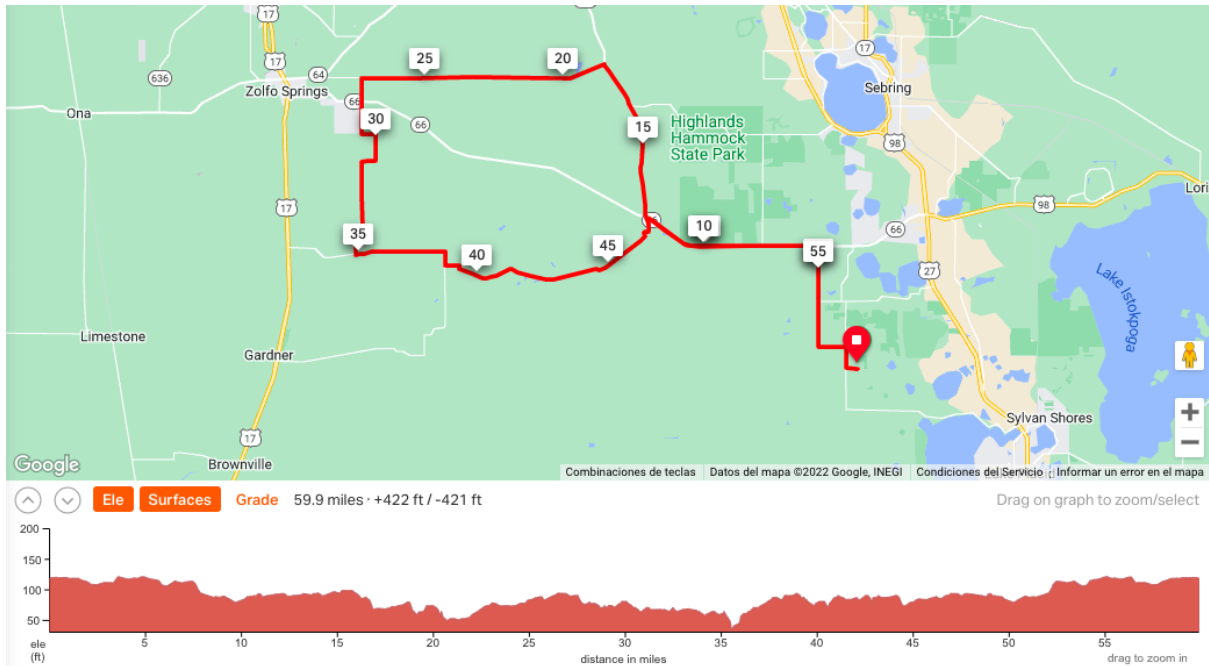 17
25
20
17
64
636
17
Sebring
Zolfo Springs
66
Ona
66
98
30
15
Highlands
Hammock
State Park
Lori
17
98
35
10
66
45
55
40
27
Lake Istokpoga
Limestone
Gardner
Sylvan Shores
17
Brownville
Google
Combinaciones de teclas
Datos del mapa ©2022 Google, INEGI
Condiciones del Servicio
Informar un error en el mapa
Ele
Surfaces
Grade
59.9 miles · +422 ft / -421 ft
Drag on graph to zoom/select
200
150
100
50
ele
(ft)
5
10
15
20
25
30
35
40
45
50
55
distance in miles
drag to zoom in